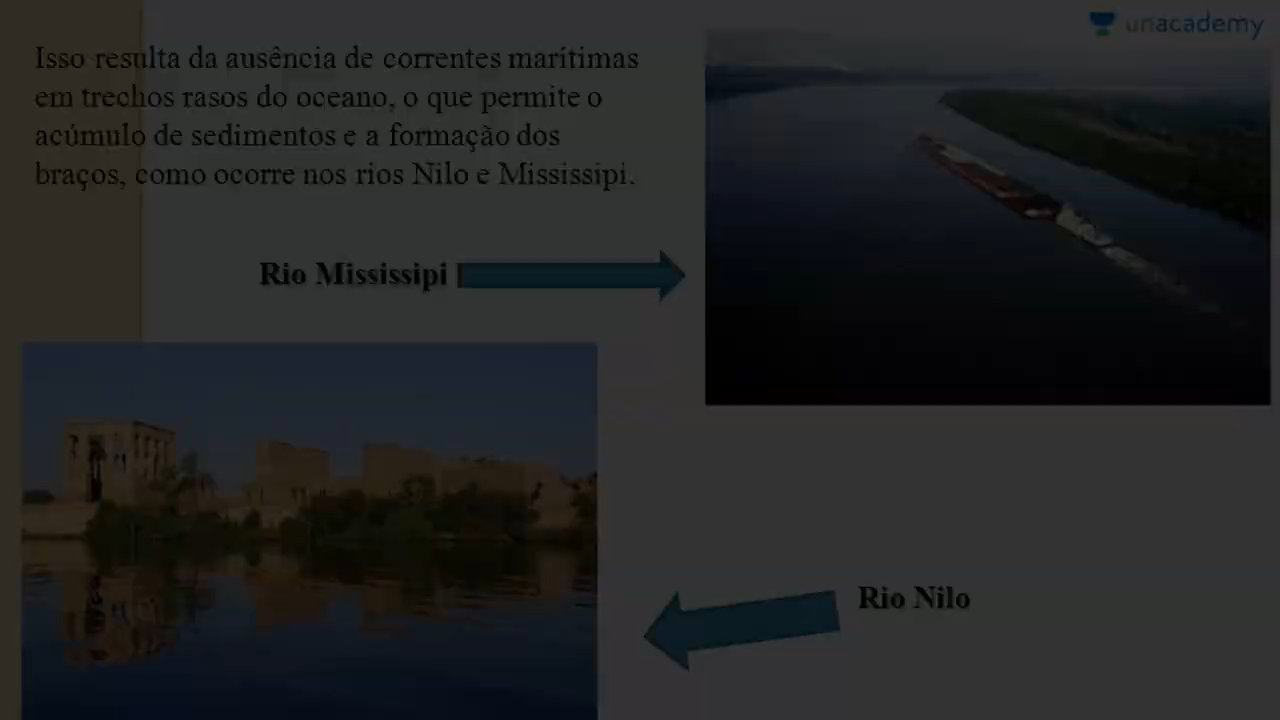 unacademy
Isso resulta da ausência de correntes marítimas
em trechos rasos do oceano, o que permite o
acúmulo de sedimentos e a formação dos
braços, como ocorre nos rios Nilo e Mississipi.
Rio Mississipi
Rio Nilo